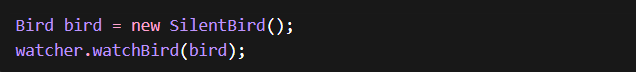 Bird bird = new SilentBird();
watcher.watchBird(bird);